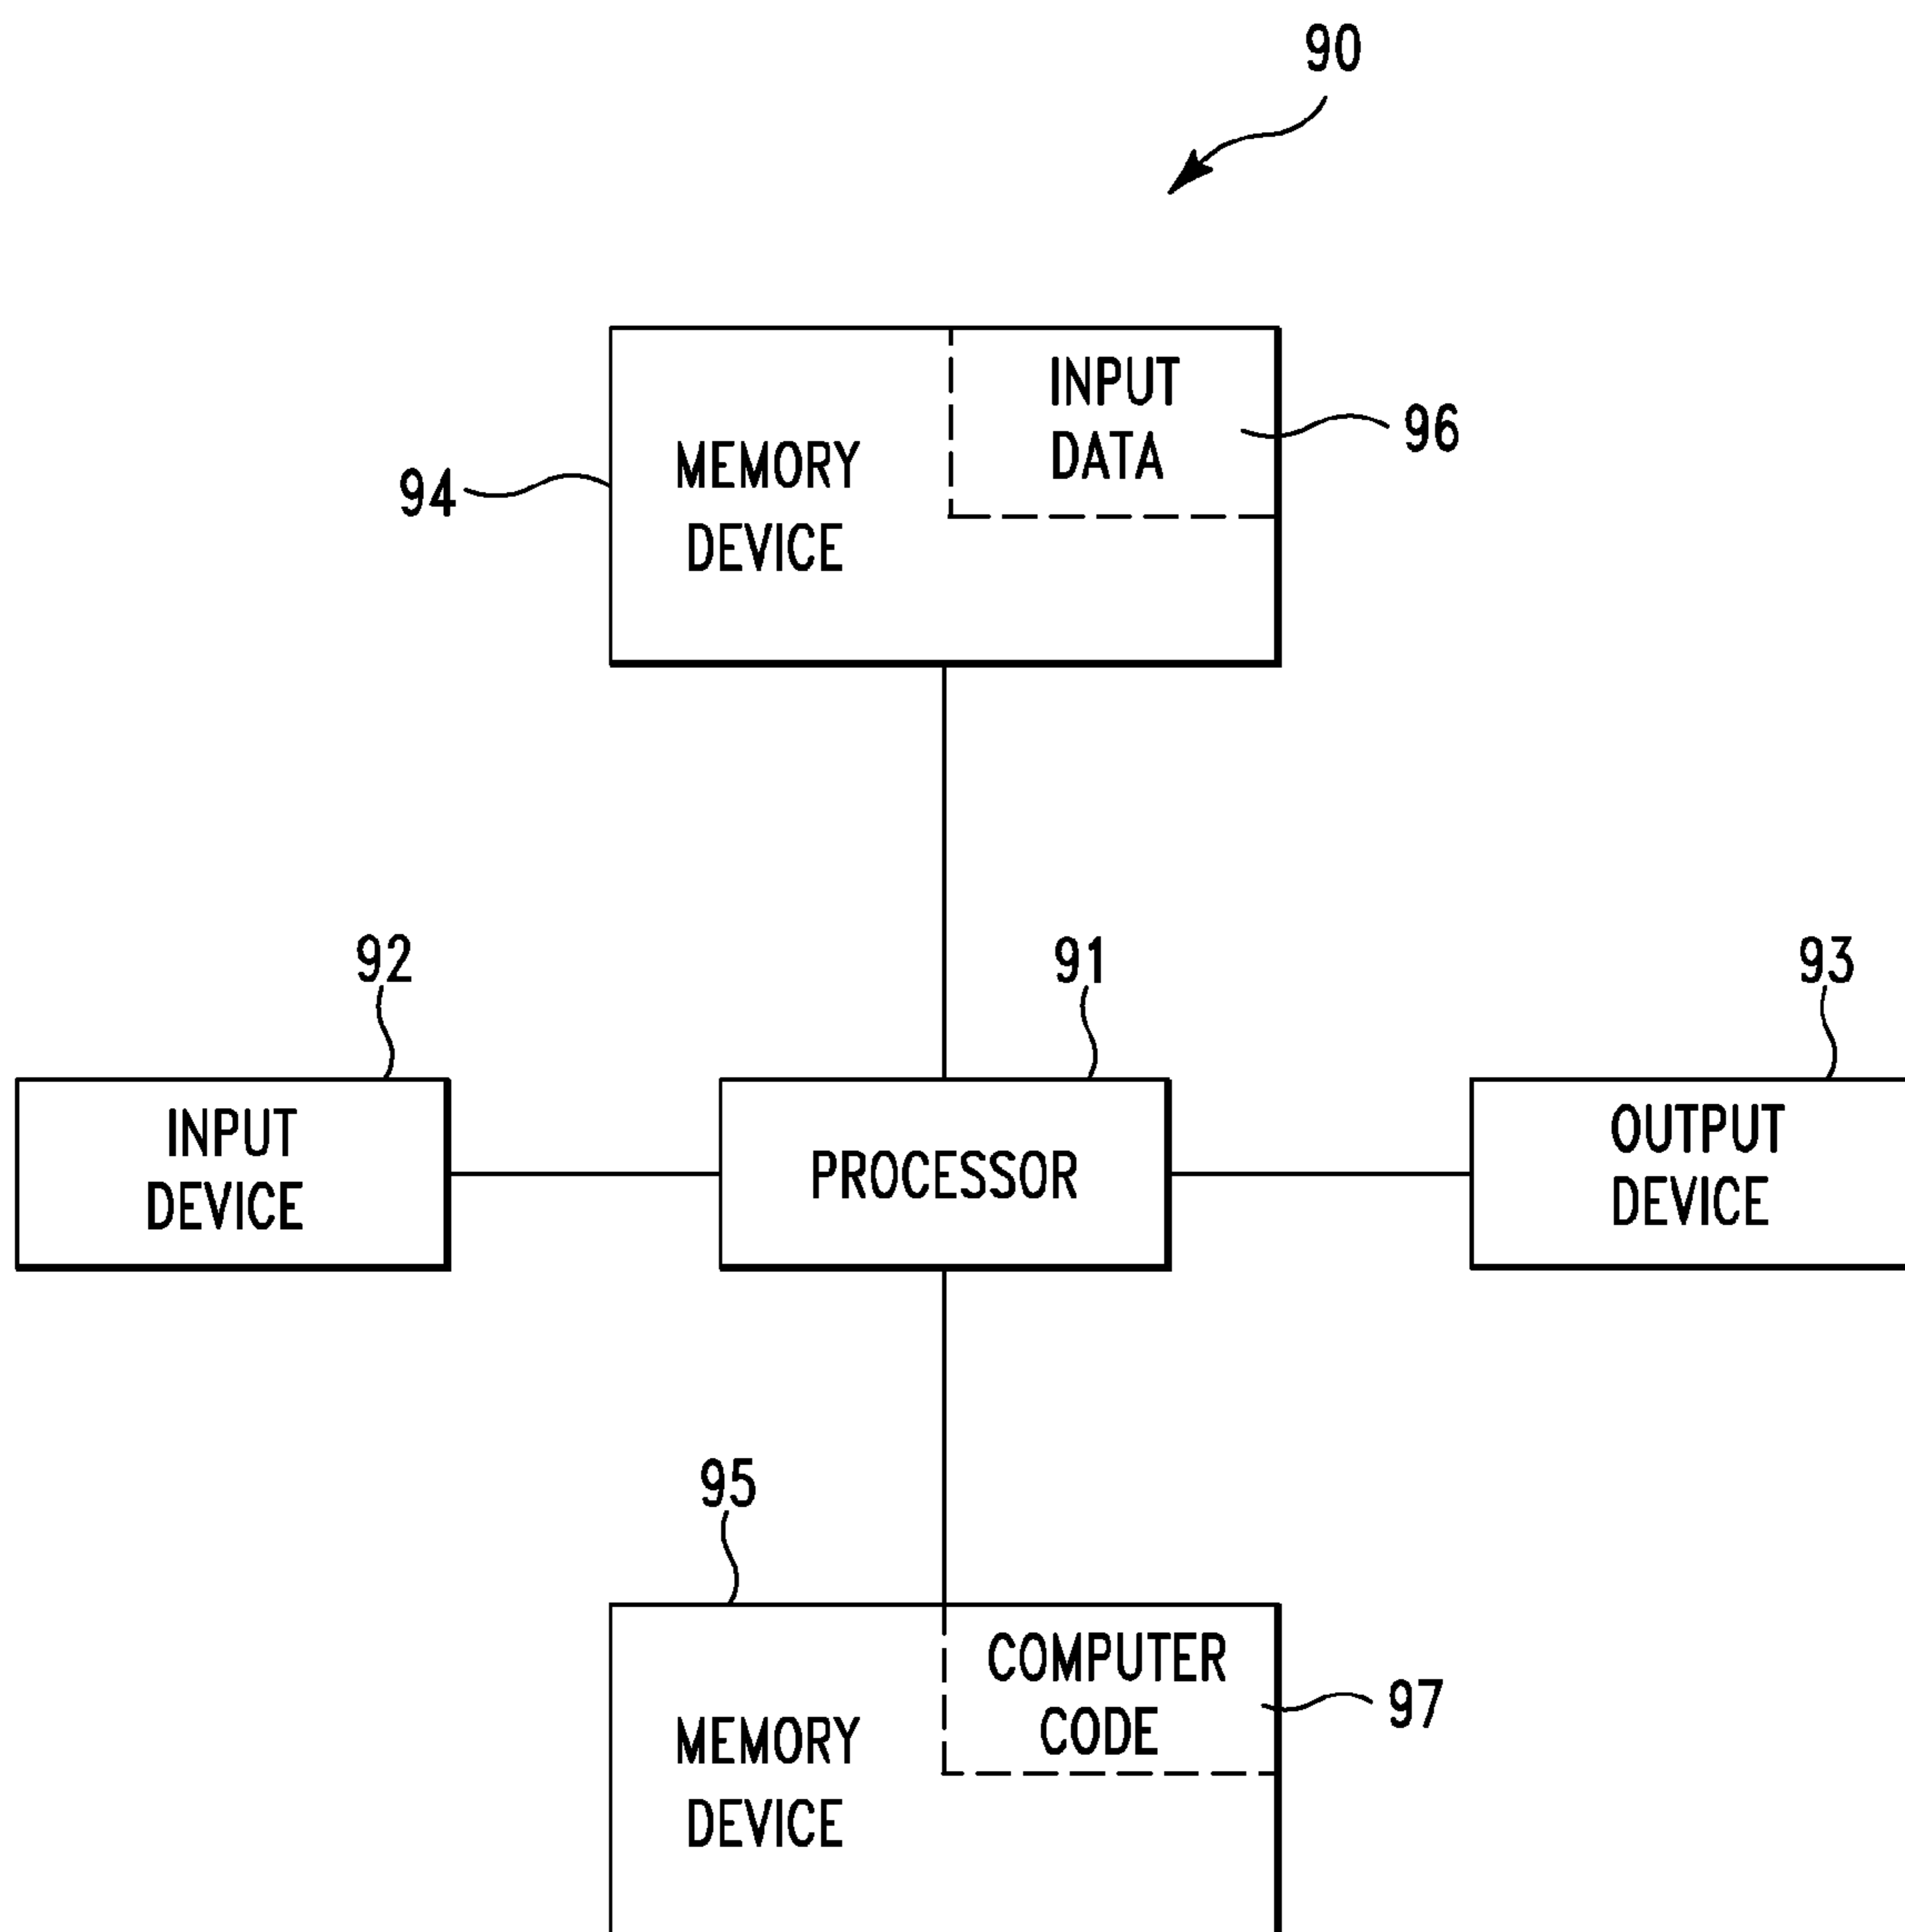 90
INPUT
DATA
96
MEMORY
DEVICE
94
92
91
93
INPUT
DEVICE
PROCESSOR
OUTPUT
DEVICE
95
COMPUTER
CODE
97
MEMORY
DEVICE